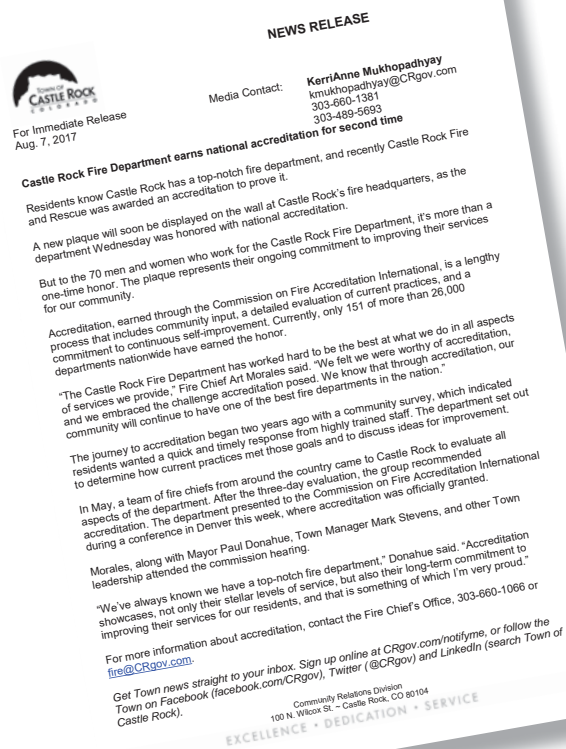 NEWS RELEASE
TOWN OF
CASTLE ROCK
COLORADO
Media Contact:
KerriAnne Mukhopadhyay
kmukhopadhyay@CRgov.com
303-660-1381
303-489-5693
For Immediate Release
Aug. 7, 2017
Castle Rock Fire Department earns national accreditation for second time
Residents know Castle Rock has a top-notch fire department, and recently Castle Rock Fire
and Rescue was awarded an accreditation to prove it.
A new plaque will soon be displayed on the wall at Castle Rock's fire headquarters, as the
department Wednesday was honored with national accreditation.
But to the 70 men and women who work for the Castle Rock Fire Department, it's more than a
one-time honor. The plaque represents their ongoing commitment to improving their services
for our community.
Accreditation, earned through the Commission on Fire Accreditation International, is a lengthy
process that includes community input, a detailed evaluation of current practices, and a
commitment to continuous self-improvement. Currently, only 151 of more than 26,000
departments nationwide have earned the honor.
"The Castle Rock Fire Department has worked hard to be the best at what we do in all aspects
of services we provide," Fire Chief Art Morales said. "We felt we were worthy of accreditation,
and we embraced the challenge accreditation posed. We know that through accreditation, our
community will continue to have one of the best fire departments in the nation."
The journey to accreditation began two years ago with a community survey, which indicated
residents wanted a quick and timely response from highly trained staff. The department set out
to determine how current practices met those goals and to discuss ideas for improvement.
In May, a team of fire chiefs from around the country came to Castle Rock to evaluate all
aspects of the department. After the three-day evaluation, the group recommended
accreditation. The department presented to the Commission on Fire Accreditation International
during a conference in Denver this week, where accreditation was officially granted.
Morales, along with Mayor Paul Donahue, Town Manager Mark Stevens, and other Town
leadership attended the commission hearing.
"We've always known we have a top-notch fire department," Donahue said. "Accreditation
showcases, not only their stellar levels of service, but also their long-term commitment to
improving their services for our residents, and that is something of which I'm very proud."
For more information about accreditation, contact the Fire Chief's Office, 303-660-1066 or
fire@CRgov.com.
Get Town news straight to your inbox. Sign up online at CRgov.com/notifyme, or follow the
Town on Facebook (facebook.com/CRgov), Twitter (@CRgov) and LinkedIn (search Town of
Castle Rock).
Community Relations Division
100 N. Wilcox St. ~ Castle Rock, CO 80104
EXCELLENCE • DEDICATION • SERVICE